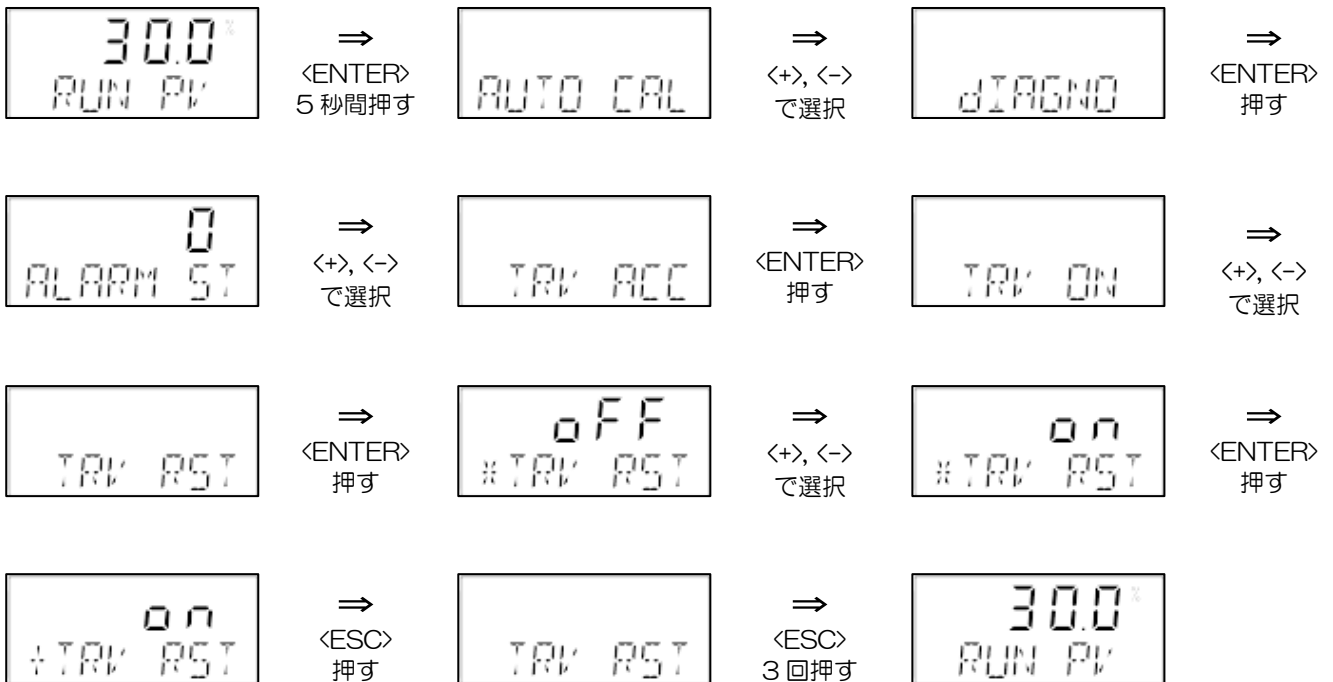 30.0 %
RUN PV
⇒
<ENTER>
5 秒間押す
AUTO CAL
⇒
<+>, <->
で選択
dIAGNO
⇒
<ENTER>
押す
0
ALARM ST
⇒
<+>, <->
で選択
TRV ACC
⇒
<ENTER>
押す
TRV ON
⇒
<+>, <->
で選択
TRV RST
⇒
<ENTER>
押す
oFF
*TRV RST
⇒
<+>, <->
で選択
on
*TRV RST
⇒
<ENTER>
押す
on
+TRV RST
⇒
<ESC>
押す
TRV RST
⇒
<ESC>
3 回押す
30.0 %
RUN PV